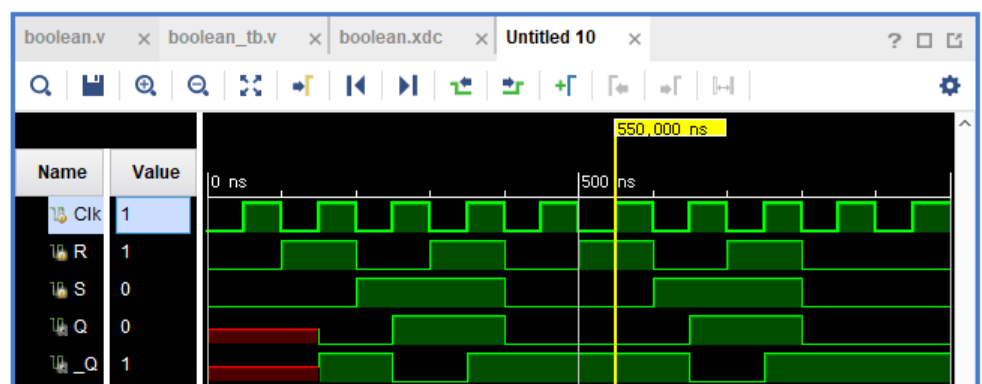 boolean.v × boolean_tb.v × boolean.xdc × Untitled 10 × ?
550,000 ns
Name Value
0 ns 500 ns
Clk 1
R 1
S 0
Q 0
_Q 1